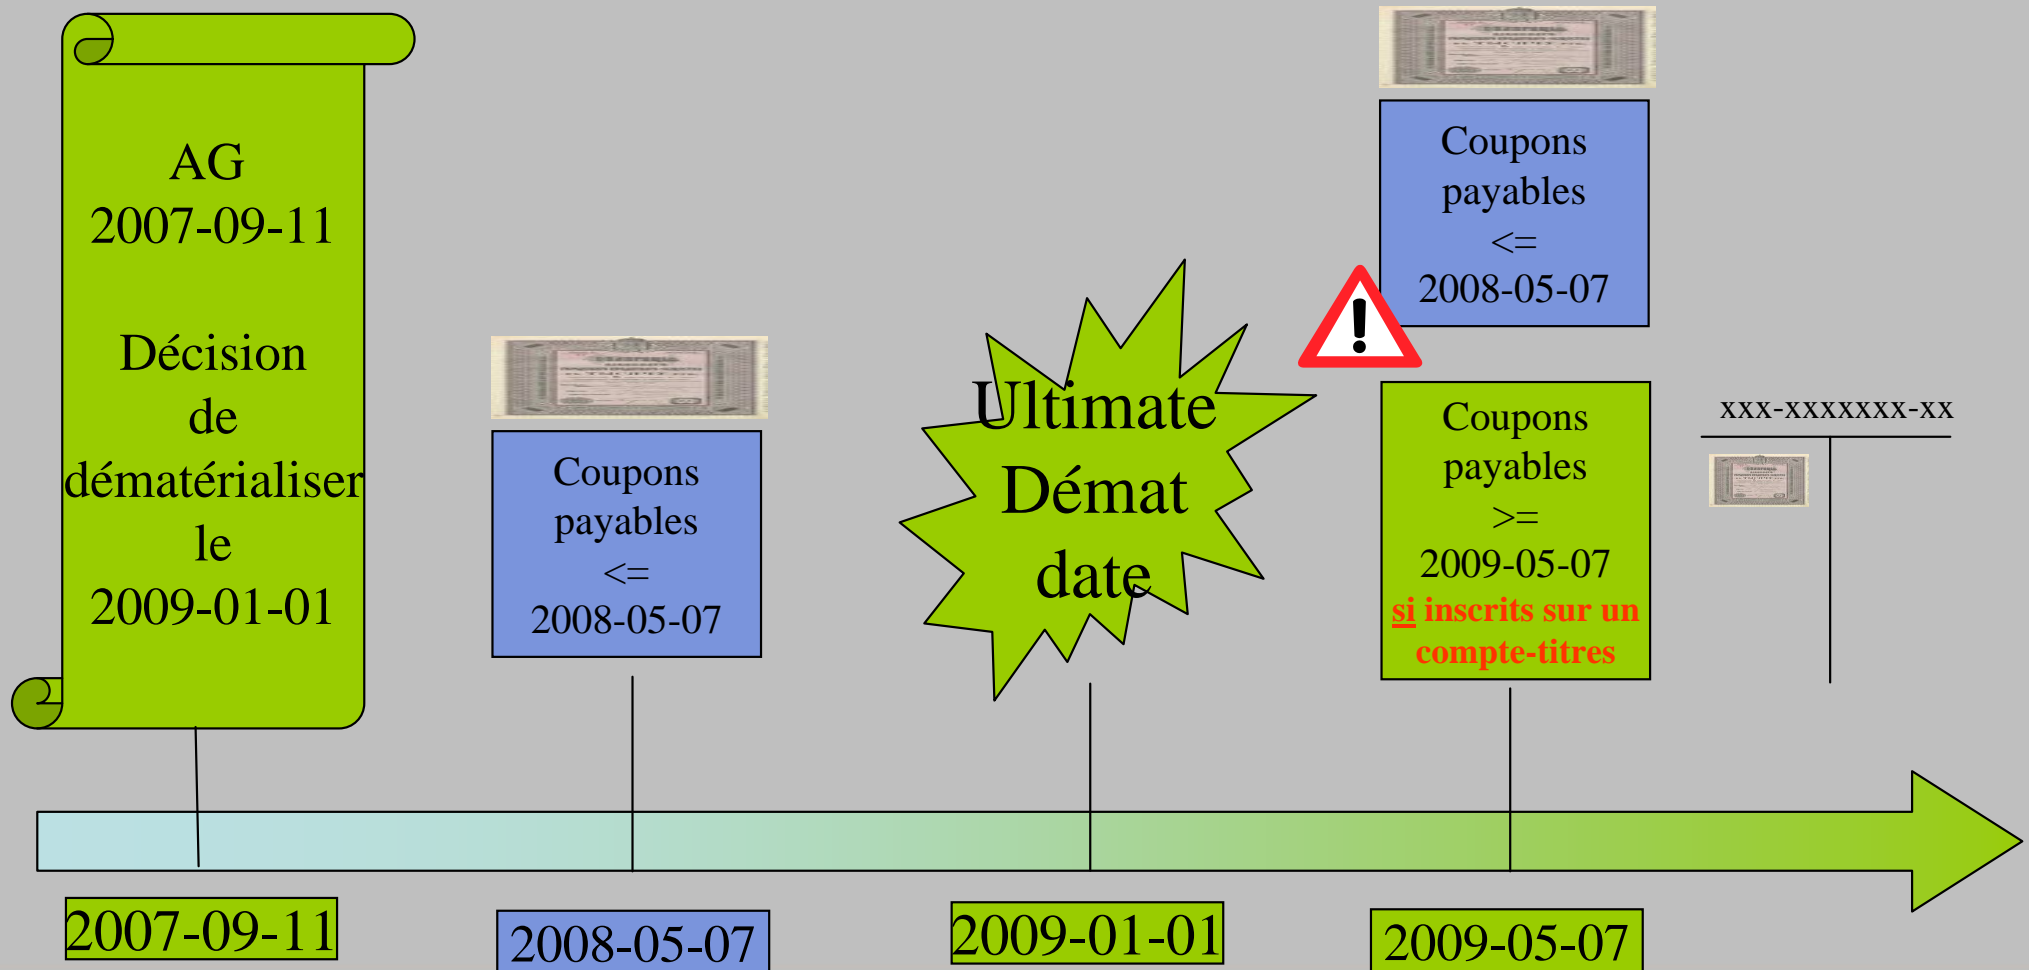 AG
2007-09-11
Décision
de
dématérialiser
le
2009-01-01
Coupons
payables
<=
2008-05-07
Ultimate
Démat
date
Coupons
payables
<=
2008-05-07
!
Coupons
payables
>=
2009-05-07
si inscrits sur un
compte-titres
xxx-xxxxxxx-xx
2007-09-11
2008-05-07
2009-01-01
2009-05-07